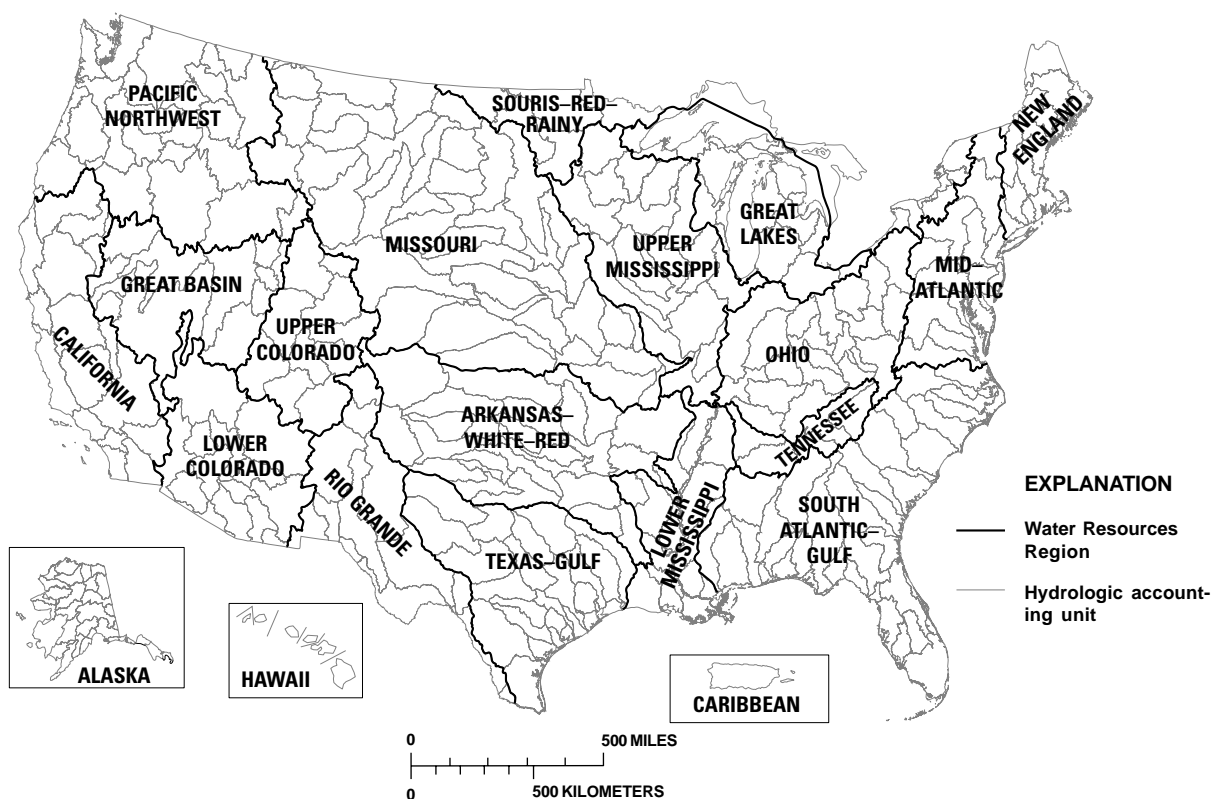 PACIFIC
NORTHWEST
SOURIS–RED–
RAINY
NEW
ENGLAND
MISSOURI
UPPER
MISSISSIPPI
GREAT
LAKES
MID–
ATLANTIC
GREAT BASIN
UPPER
COLORADO
CALIFORNIA
OHIO
TENNESSEE
ARKANSAS–
WHITE–RED
LOWER
COLORADO
RIO GRANDE
TEXAS–GULF
LOWER
MISSISSIPPI
SOUTH
ATLANTIC–
GULF
EXPLANATION
Water Resources
Region
Hydrologic account-
ing unit
ALASKA
HAWAII
CARIBBEAN
0 500 MILES
0 500 KILOMETERS